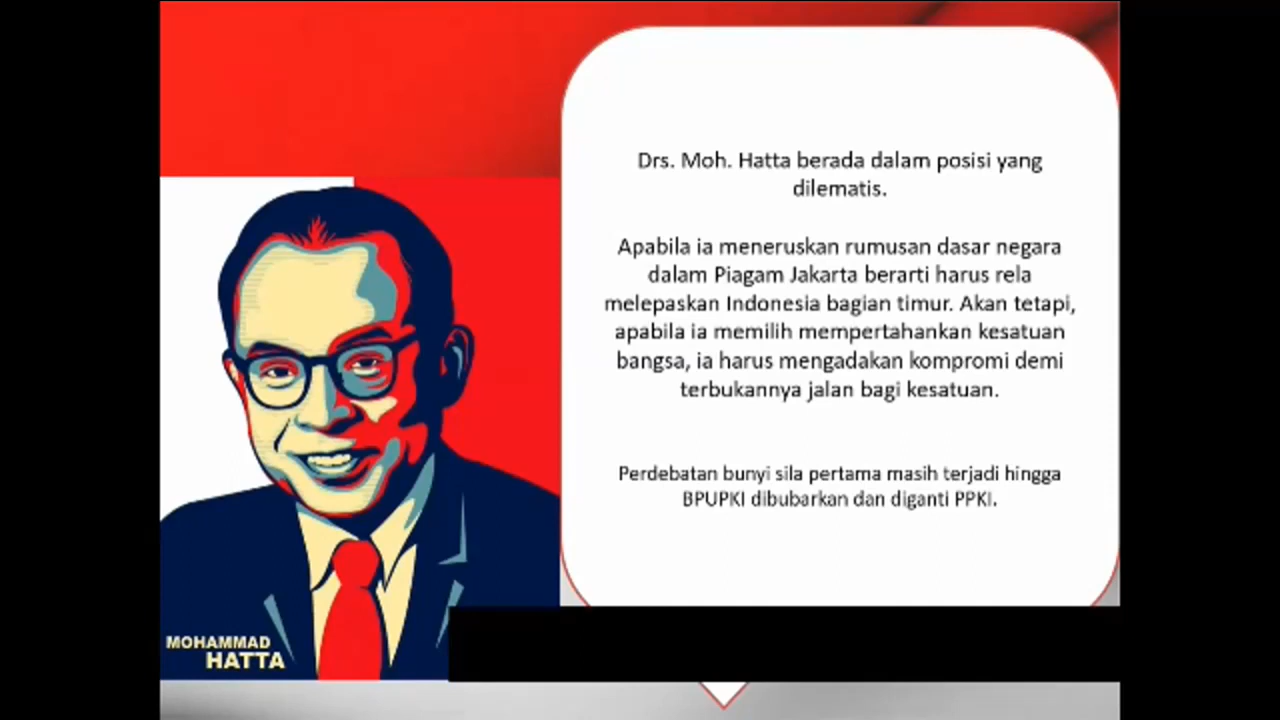 Drs. Moh. Hatta berada dalam posisi yang
dilematis.
Apabila ia meneruskan rumusan dasar negara
dalam Piagam Jakarta berarti harus rela
melepaskan Indonesia bagian timur. Akan tetapi,
apabila ia memilih mempertahankan kesatuan
bangsa, ia harus mengadakan kompromi demi
terbukannya jalan bagi kesatuan.
Perdebatan bunyi sila pertama masih terjadi hingga
BPUPKI dibubarkan dan diganti PPKI.
MOHAMMAD
HATTA